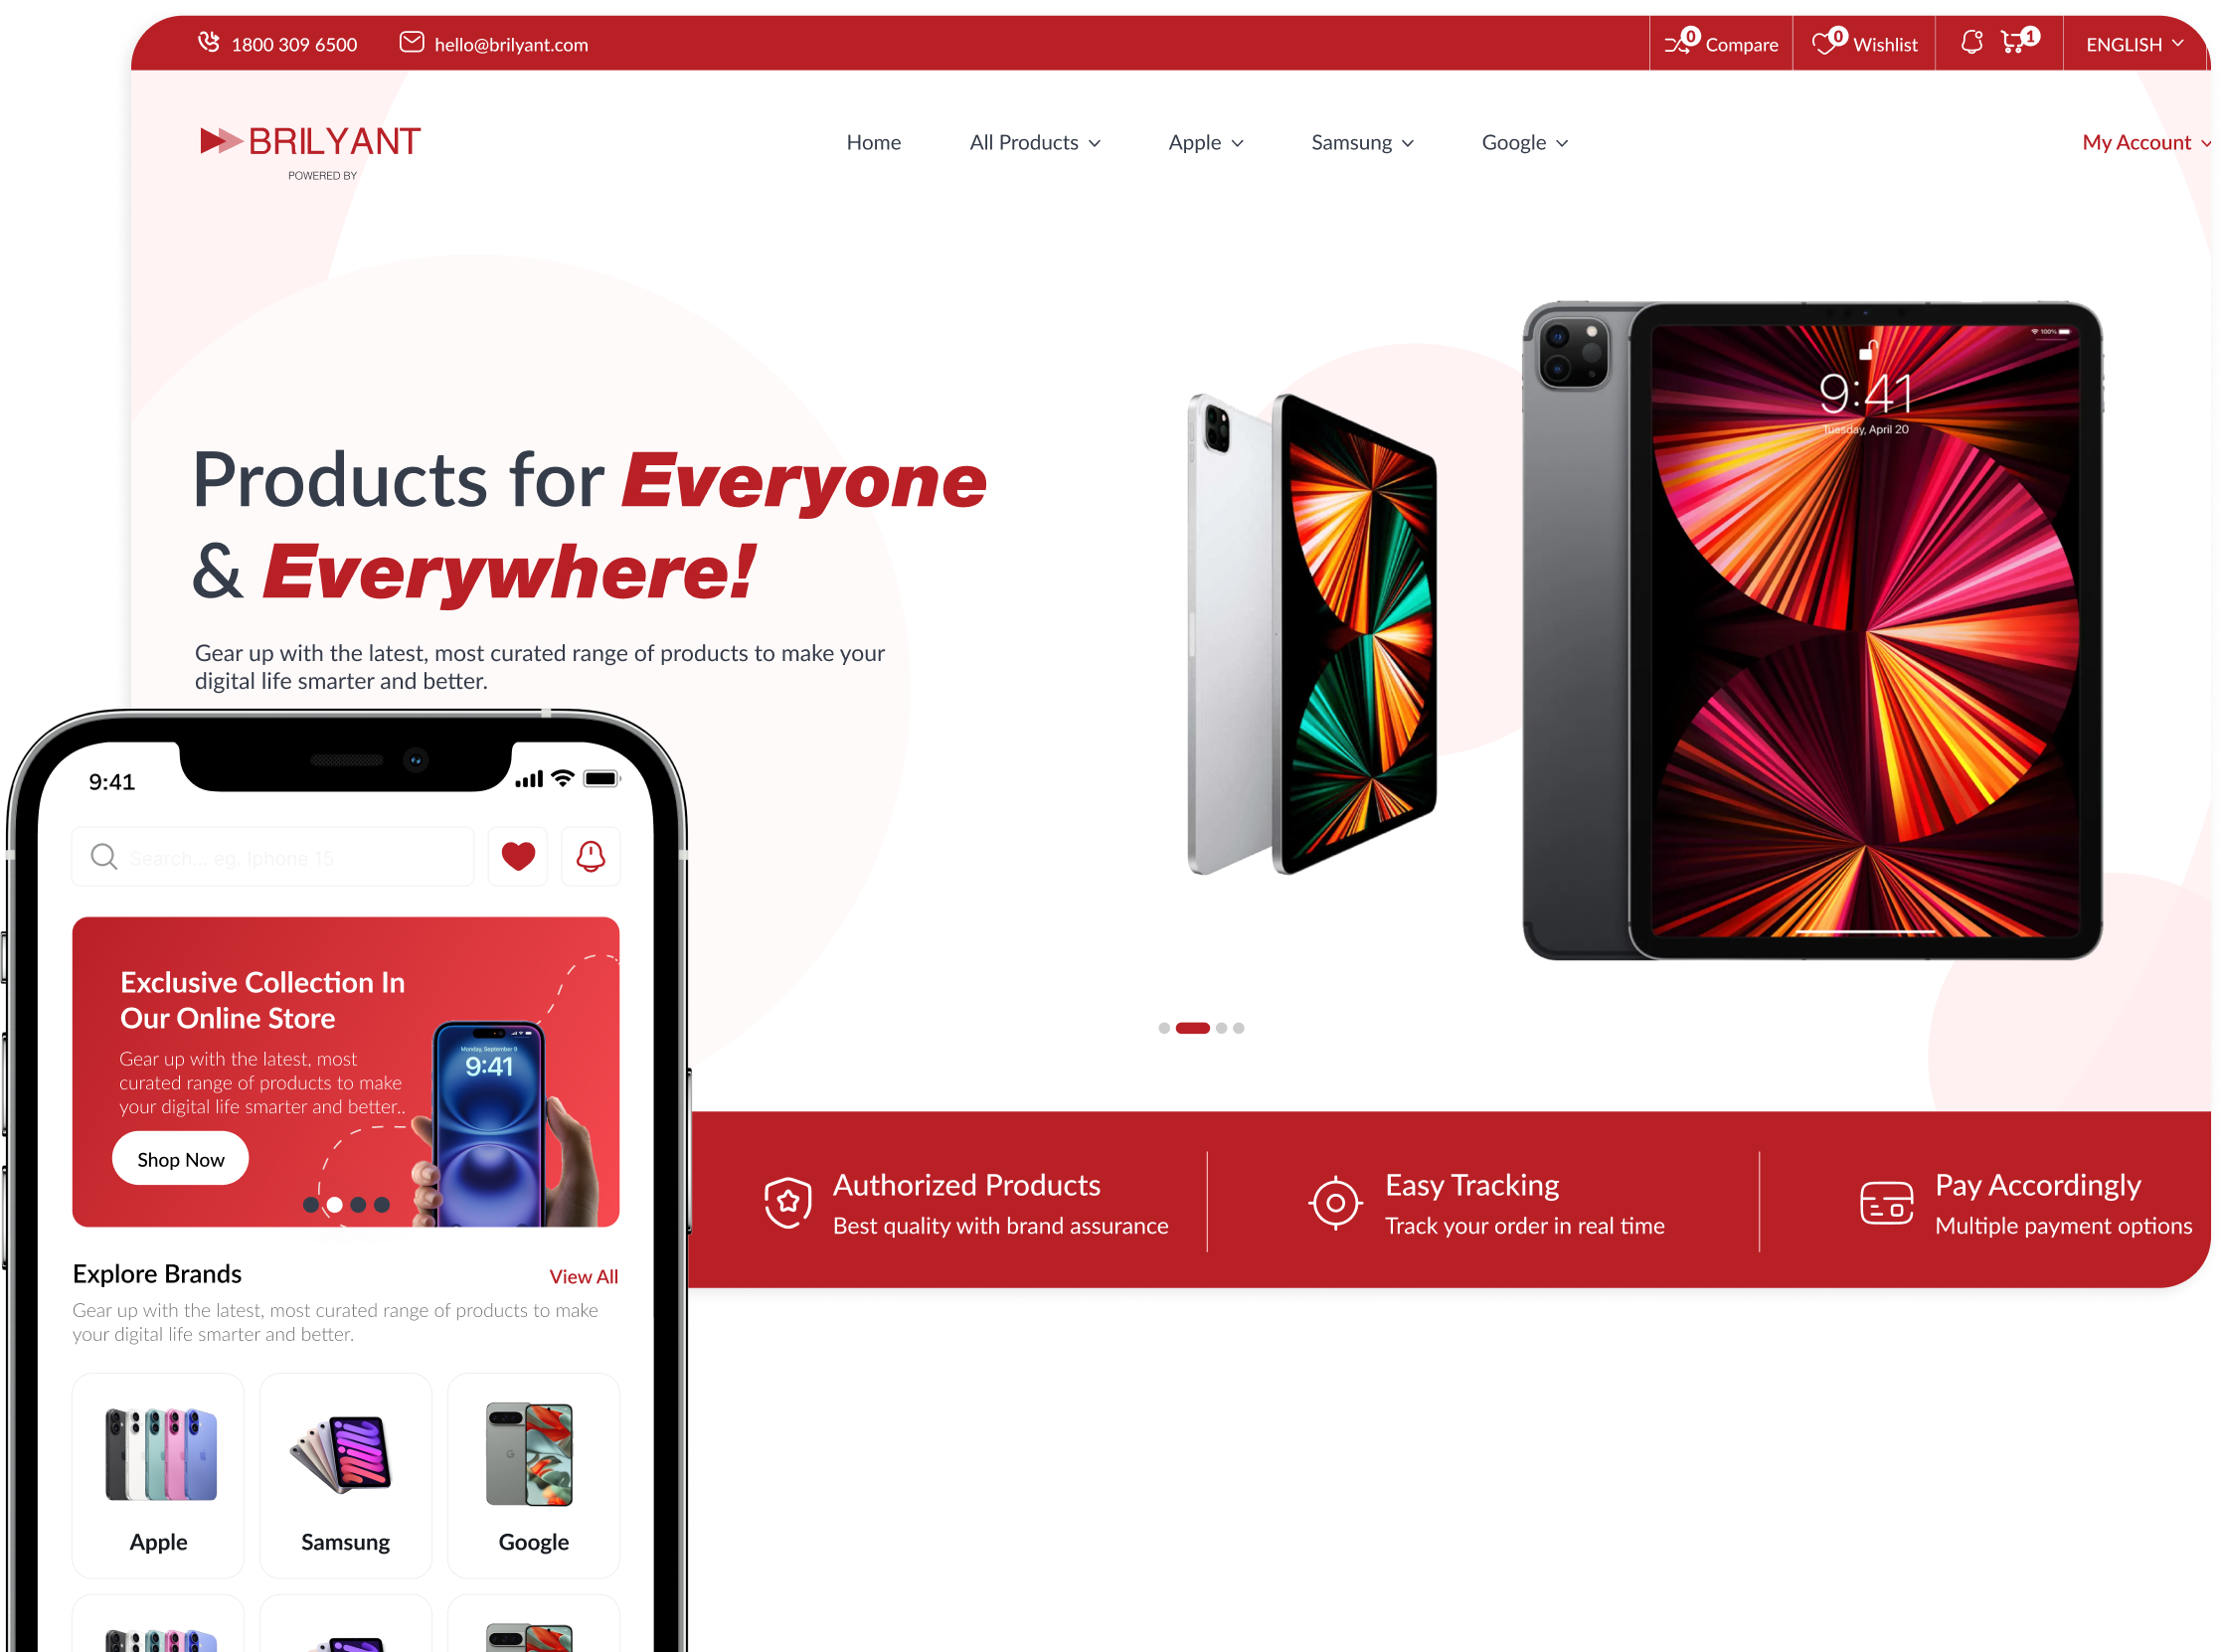 1800 309 6500
hello@brilyant.com
0
Compare
0
Wishlist
1
ENGLISH
BRILYANT
POWERED BY
Home
All Products
Apple
Samsung
Google
My Account
Products for Everyone
& Everywhere!
Gear up with the latest, most curated range of products to make your
digital life smarter and better.
100%
9:41
Tuesday, April 20
9:41
Search... eg. Iphone 15
Exclusive Collection In
Our Online Store
Gear up with the latest, most
curated range of products to make
your digital life smarter and better..
Shop Now
Monday, September 9
9:41
Authorized Products
Best quality with brand assurance
Easy Tracking
Track your order in real time
Pay Accordingly
Multiple payment options
Explore Brands
View All
Gear up with the latest, most curated range of products to make
your digital life smarter and better.
Apple
Samsung
Google